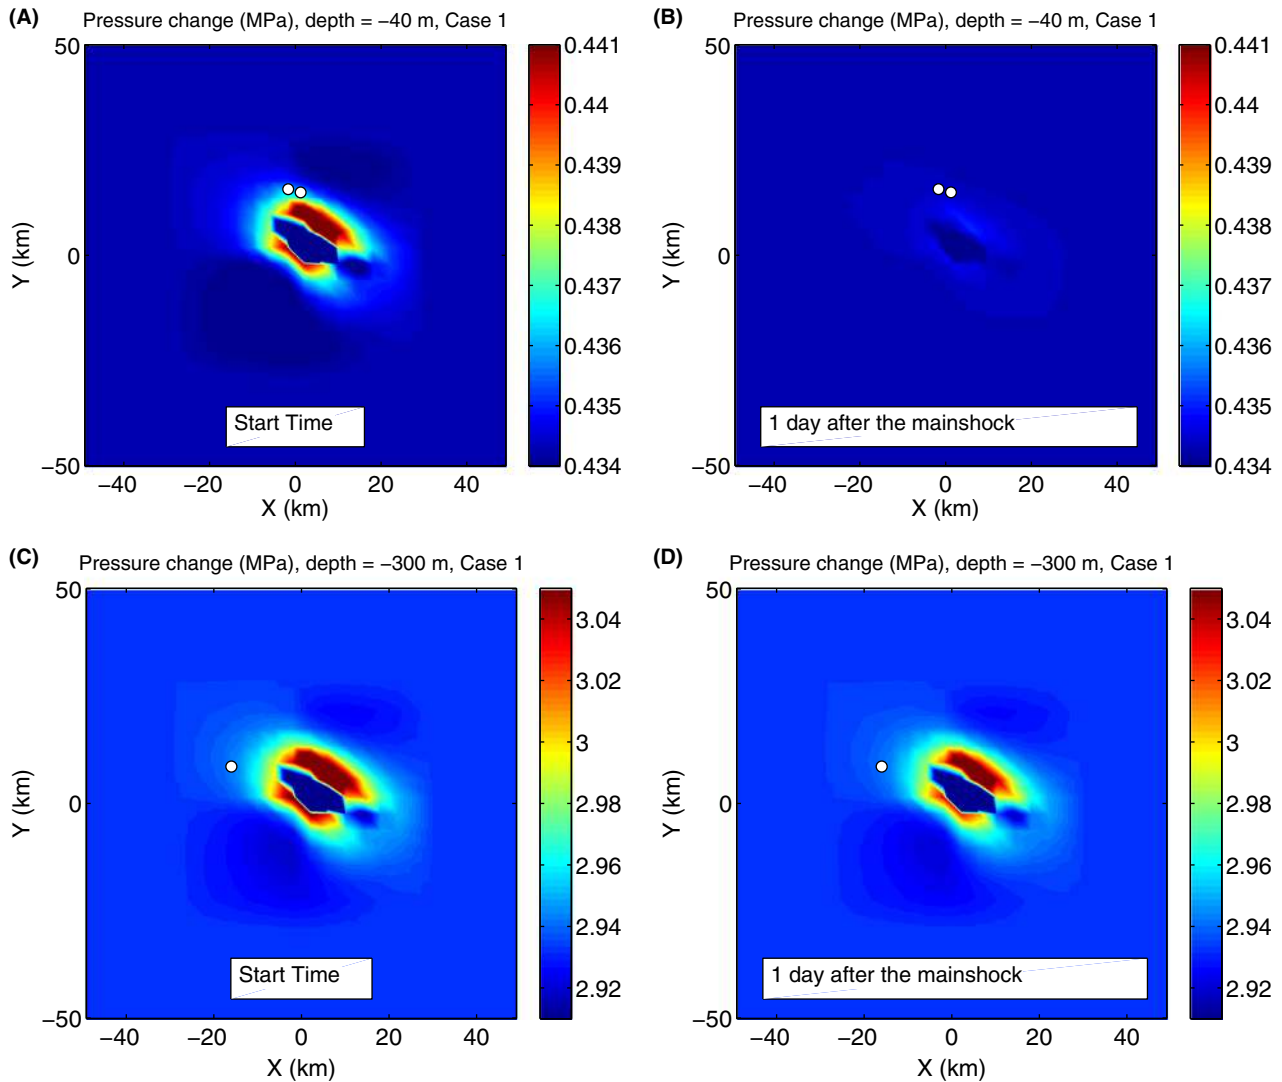 (A) Pressure change (MPa), depth = −40 m, Case 1
50
0
−50
Y (km)
−40 −20 0 20 40
X (km)
Start Time
0.441
0.44
0.439
0.438
0.437
0.436
0.435
0.434
(B) Pressure change (MPa), depth = −40 m, Case 1
50
0
−50
Y (km)
−40 −20 0 20 40
X (km)
1 day after the mainshock
0.441
0.44
0.439
0.438
0.437
0.436
0.435
0.434
(C) Pressure change (MPa), depth = −300 m, Case 1
50
0
−50
Y (km)
−40 −20 0 20 40
X (km)
Start Time
3.04
3.02
3
2.98
2.96
2.94
2.92
(D) Pressure change (MPa), depth = −300 m, Case 1
50
0
−50
Y (km)
−40 −20 0 20 40
X (km)
1 day after the mainshock
3.04
3.02
3
2.98
2.96
2.94
2.92